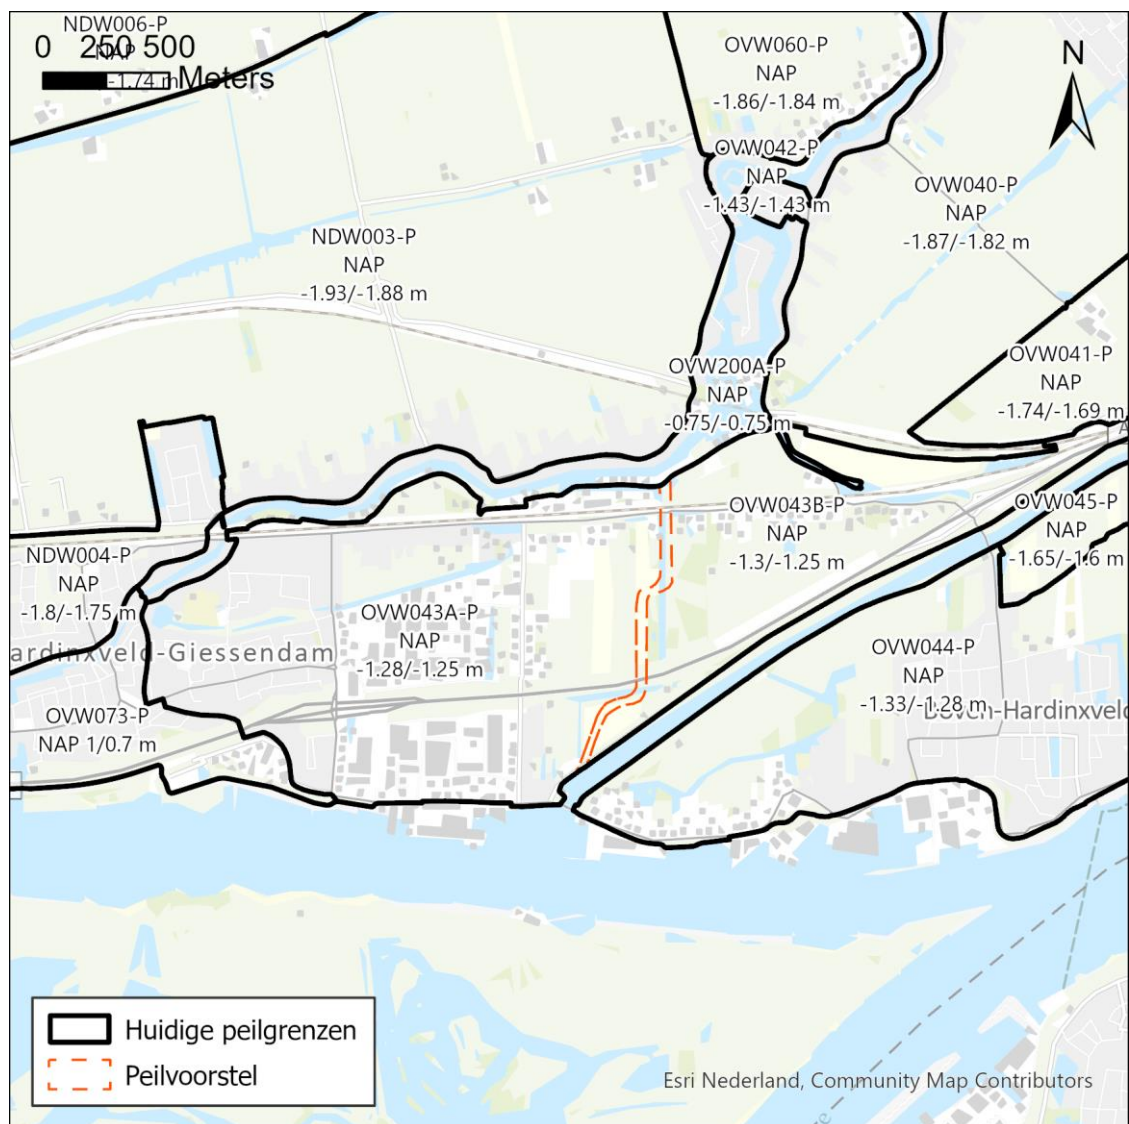 NDW006-P
NAP
-1.74 m
0 250 500
Meters
OVW060-P
NAP
-1.86/-1.84 m
N
OVW042-P
NAP
-1.43/-1.43 m
OVW040-P
NAP
-1.87/-1.82 m
NDW003-P
NAP
-1.93/-1.88 m
OVW200A-P
NAP
-0.75/-0.75 m
OVW041-P
NAP
-1.74/-1.69 m
A
OVW043B-P
NAP
-1.3/-1.25 m
OVW045-P
NAP
-1.65/-1.6 m
NDW004-P
NAP
-1.8/-1.75 m
OVW043A-P
NAP
-1.28/-1.25 m
ardinxveld-Giessendam
OVW044-P
NAP
-1.33/-1.28 m
Boven-Hardinxveld
OVW073-P
NAP 1/0.7 m
Huidige peilgrenzen
Peilvoorstel
Esri Nederland, Community Map Contributors